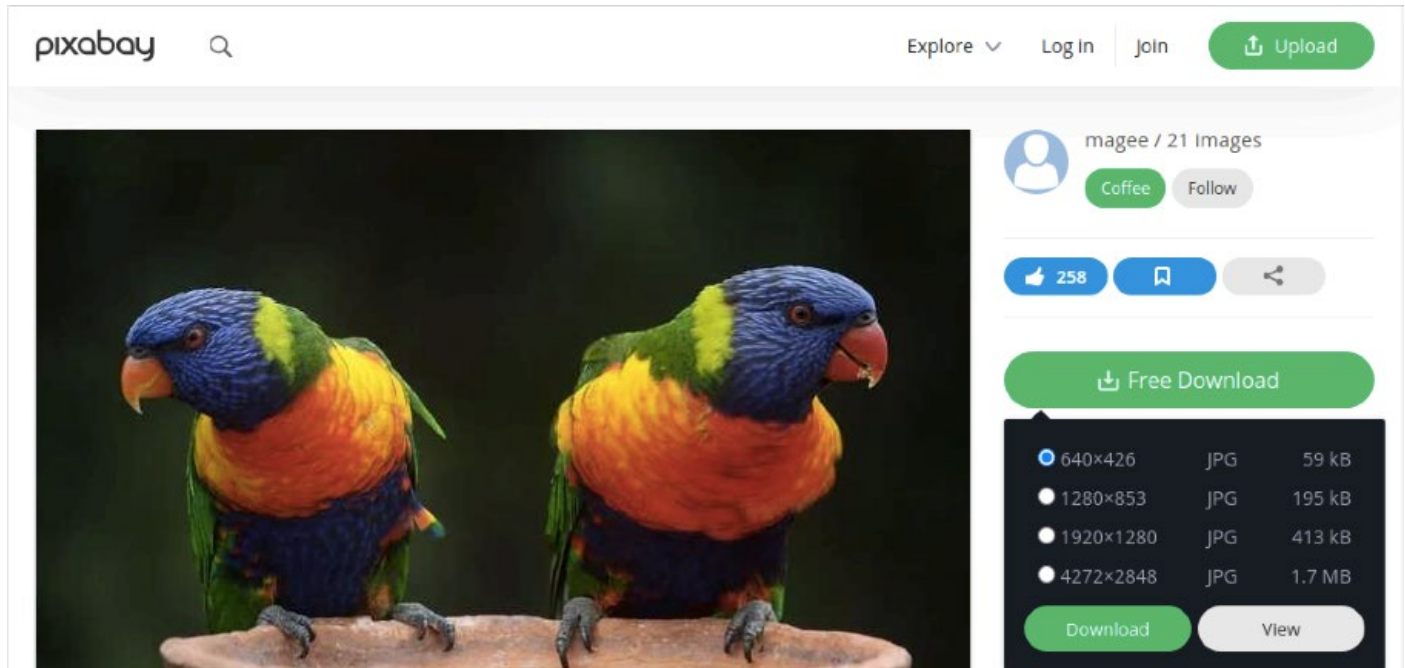 pixabay
Explore Log in Join Upload
magee / 21 Images
Coffee Follow
258
Free Download
640×426 JPG 59 kB
1280×853 JPG 195 kB
1920×1280 JPG 413 kB
4272×2848 JPG 1.7 MB
Download View